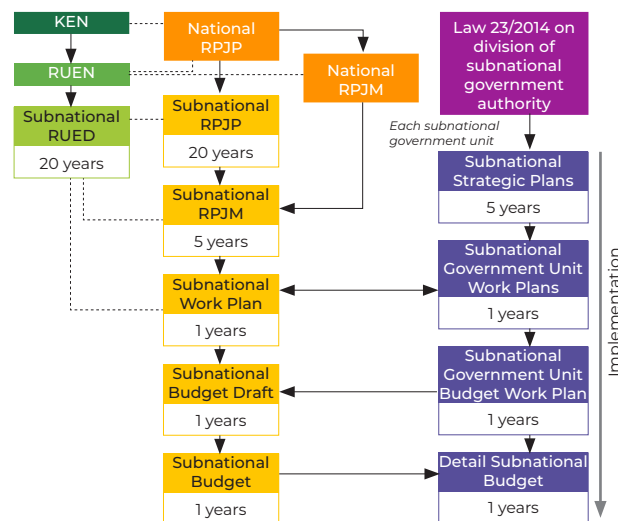 KEN
RUEN
Subnational
RUED
20 years
National
RPJP
National
RPJM
Subnational
RPJP
20 years
Subnational
RPJM
5 years
Subnational
Work Plan
1 years
Subnational
Budget Draft
1 years
Subnational
Budget
1 years
Law 23/2014 on
division of
subnational
government
authority
Each subnational
government unit
Subnational
Strategic Plans
5 years
Subnational
Government Unit
Work Plans
1 years
Subnational
Government Unit
Budget Work Plan
1 years
Detail Subnational
Budget
1 years
Implementation